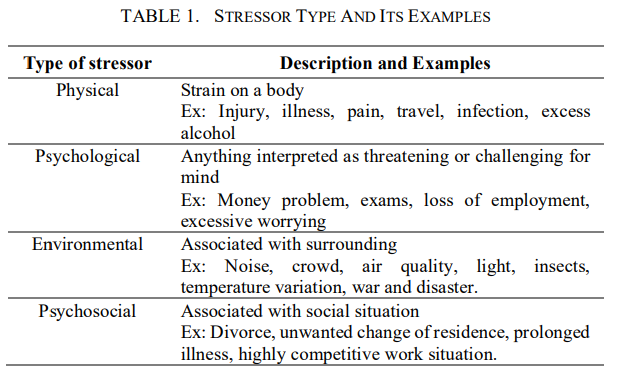 TABLE 1. STRESSOR TYPE AND ITS EXAMPLES
Type of stressor Description and Examples
Physical Strain on a body
Ex: Injury, illness, pain, travel, infection, excess
alcohol
Psychological Anything interpreted as threatening or challenging for
mind
Ex: Money problem, exams, loss of employment,
excessive worrying
Environmental Associated with surrounding
Ex: Noise, crowd, air quality, light, insects,
temperature variation, war and disaster.
Psychosocial Associated with social situation
Ex: Divorce, unwanted change of residence, prolonged
illness, highly competitive work situation.